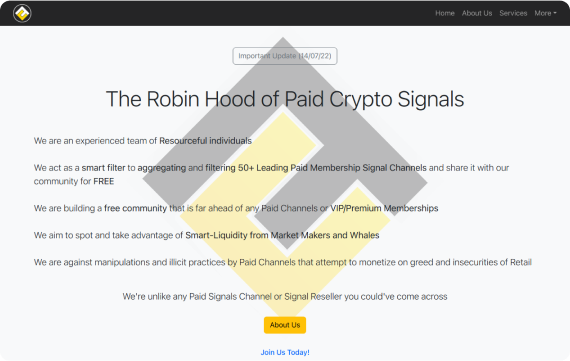 Home About Us Services More
Important Update (14/07/22)
The Robin Hood of Paid Crypto Signals
We are an experienced team of Resourceful individuals
We act as a smart filter to aggregating and filtering 50+ Leading Paid Membership Signal Channels and share it with our
community for FREE
We are building a free community that is far ahead of any Paid Channels or VIP/Premium Memberships
We aim to spot and take advantage of Smart-Liquidity from Market Makers and Whales
We are against manipulations and illicit practices by Paid Channels that attempt to monetize on greed and insecurities of Retail
We're unlike any Paid Signals Channel or Signal Reseller you could've come across
About Us
Join Us Today!